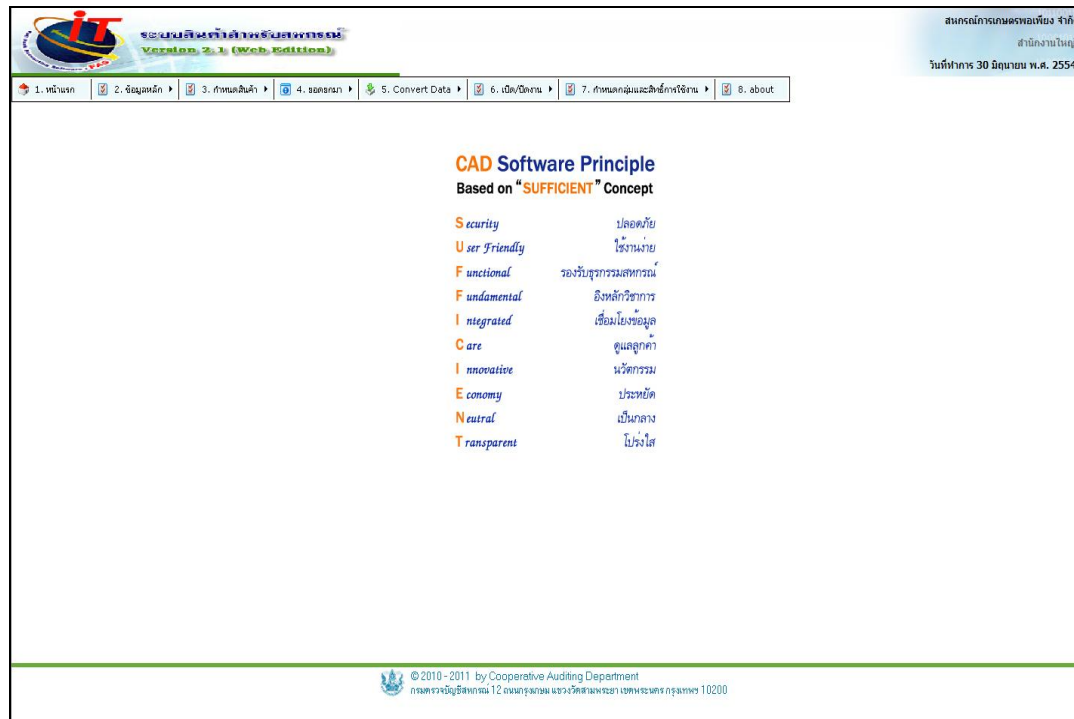 iT
ระบบสินค้าสำหรับสหกรณ์
Version 2.1 (Web Edition)
สหกรณ์การเกษตรพอเพียง จำกั
สำนักงานใหญ
วันที่ทำการ 30 มิถุนายน พ.ศ. 2554
1. หน้าแรก 2. ข้อมูลหลัก 3. กำหนดสินค้า 4. ยอดยกมา 5. Convert Data 6. เปิด/ปิดงาน 7. กำหนดกลุ่มและสิทธิ์การใช้งาน 8. about
CAD Software Principle
Based on "SUFFICIENT" Concept
Security ปลอดภัย
User Friendly ใช้งานง่าย
Functional รองรับธุรกรรมสหกรณ์
Fundamental อิงหลักวิชาการ
Integrated เชื่อมโยงข้อมูล
Care ดูแลลูกค้า
Innovative นวัตกรรม
Economy ประหยัด
Neutral เป็นกลาง
Transparent โปร่งใส
© 2010 - 2011 by Cooperative Auditing Department
กรมตรวจบัญชีสหกรณ์ 12 ถนนกรุงเกษม แขวงวัดสามพระยา เขตพระนคร กรุงเทพฯ 10200